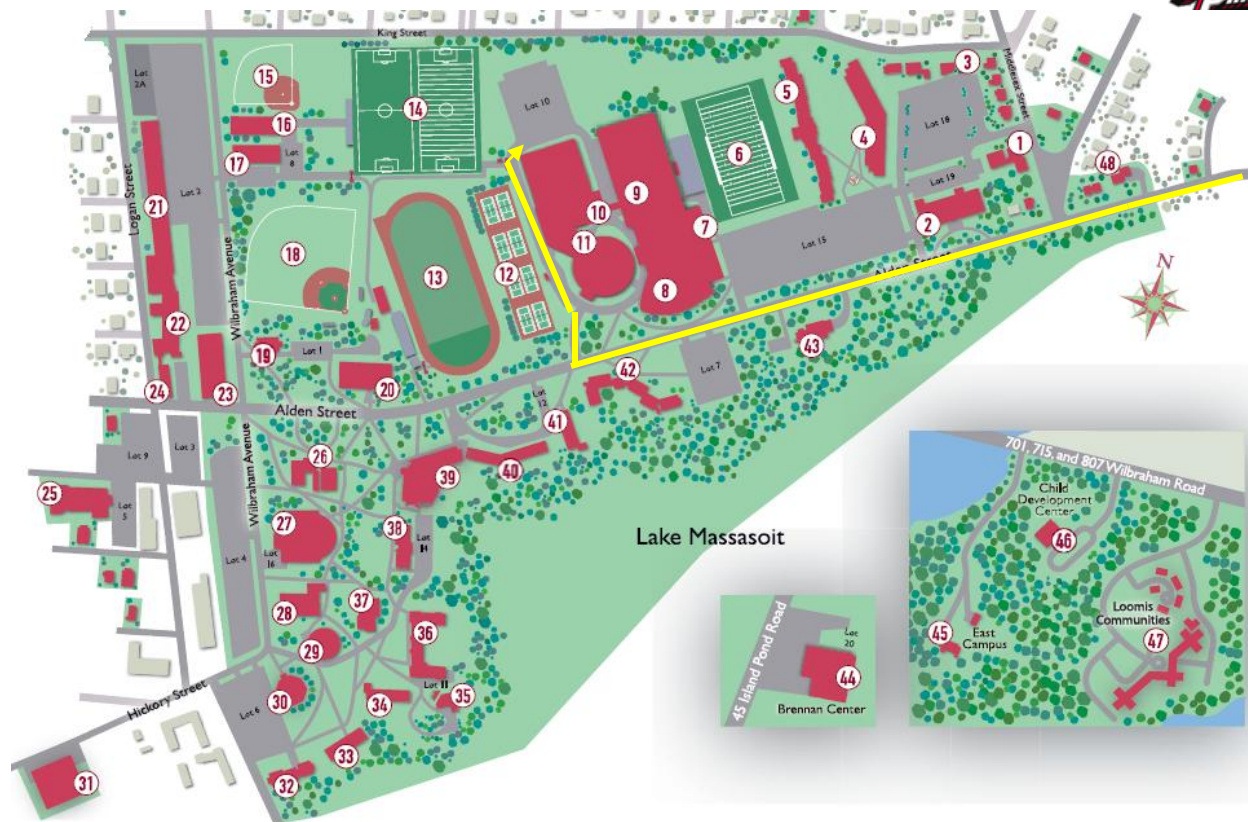 King Street
Lot
2A
15
14
Lot 10
5
3
Middlesex Street
16
4
Lot 18
Lot
8
17
6
1
9
Lot 19
48
21
Logan Street
Lot 2
10
7
2
11
Lot 15
Alden Street
18
12
13
8
N
Wilbraham Avenue
22
19
Lot 1
43
20
42
Lot 7
24
23
Alden Street
Lot
12
41
Lot 9
Lot 3
Wilbraham Avenue
26
39
40
701, 715, and 807 Wilbraham Road
25
Lot
5
27
38
Lot
14
Child
Development
Center
46
Lake Massasoit
Lot 4
Lot
16
28
37
36
Loomis
Communities
45
East
Campus
47
29
Lot
20
45 Island Pond Road
44
Brennan Center
Hickory Street
30
Lot 6
34
Lot 11
35
33
31
32